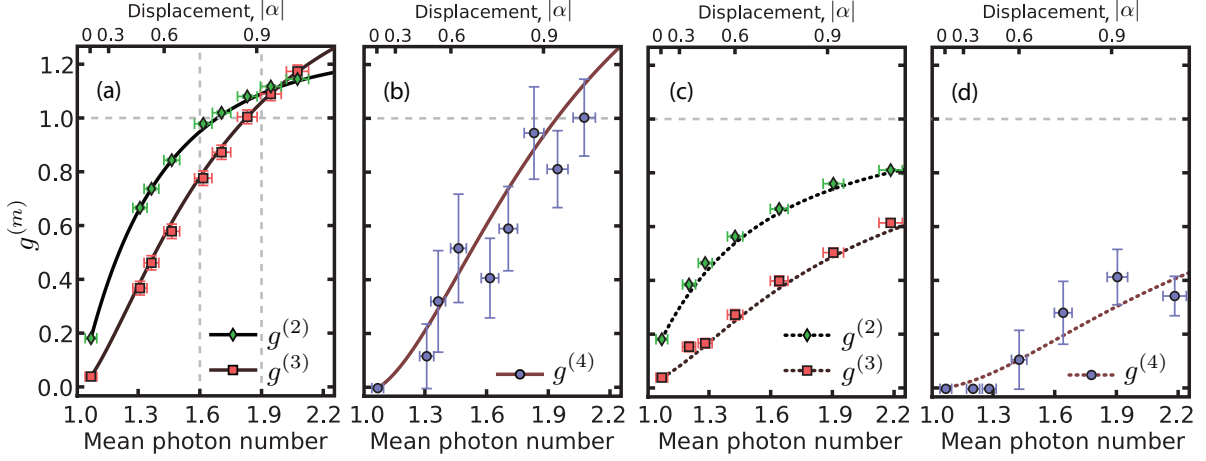 Displacement, |α|
0 0.3 0.6 0.9
Displacement, |α|
0 0.3 0.6 0.9
Displacement, |α|
0 0.3 0.6 0.9
Displacement, |α|
0 0.3 0.6 0.9
g^(m)
1.2
1.0
0.8
0.6
0.4
0.2
0.0
(a)
g^(2)
g^(3)
(b)
g^(4)
(c)
g^(2)
g^(3)
(d)
g^(4)
1.0 1.3 1.6 1.9 2.2
Mean photon number
1.0 1.3 1.6 1.9 2.2
Mean photon number
1.0 1.3 1.6 1.9 2.2
Mean photon number
1.0 1.3 1.6 1.9 2.2
Mean photon number